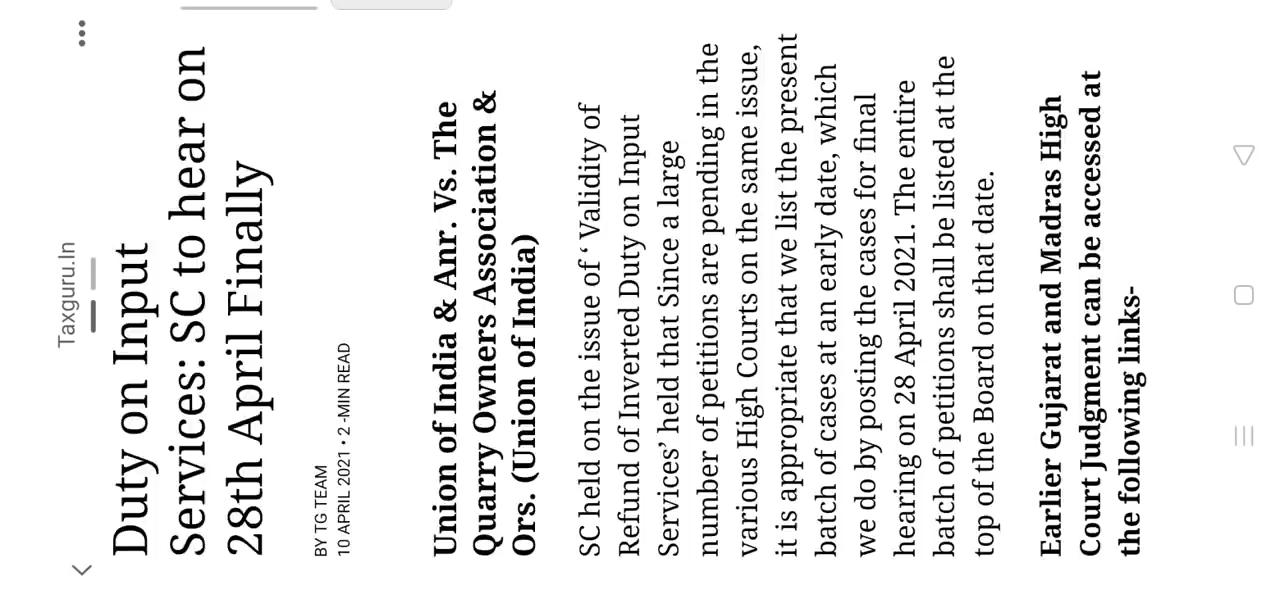 Taxguru.In
Duty on Input
Services: SC to hear on
28th April Finally
BY TG TEAM
10 APRIL 2021 • 2 -MIN READ
Union of India & Anr. Vs. The
Quarry Owners Association &
Ors. (Union of India)
SC held on the issue of ‘ Validity of
Refund of Inverted Duty on Input
Services’ held that Since a large
number of petitions are pending in the
various High Courts on the same issue,
it is appropriate that we list the present
batch of cases at an early date, which
we do by posting the cases for final
hearing on 28 April 2021. The entire
batch of petitions shall be listed at the
top of the Board on that date.
Earlier Gujarat and Madras High
Court Judgment can be accessed at
the following links-